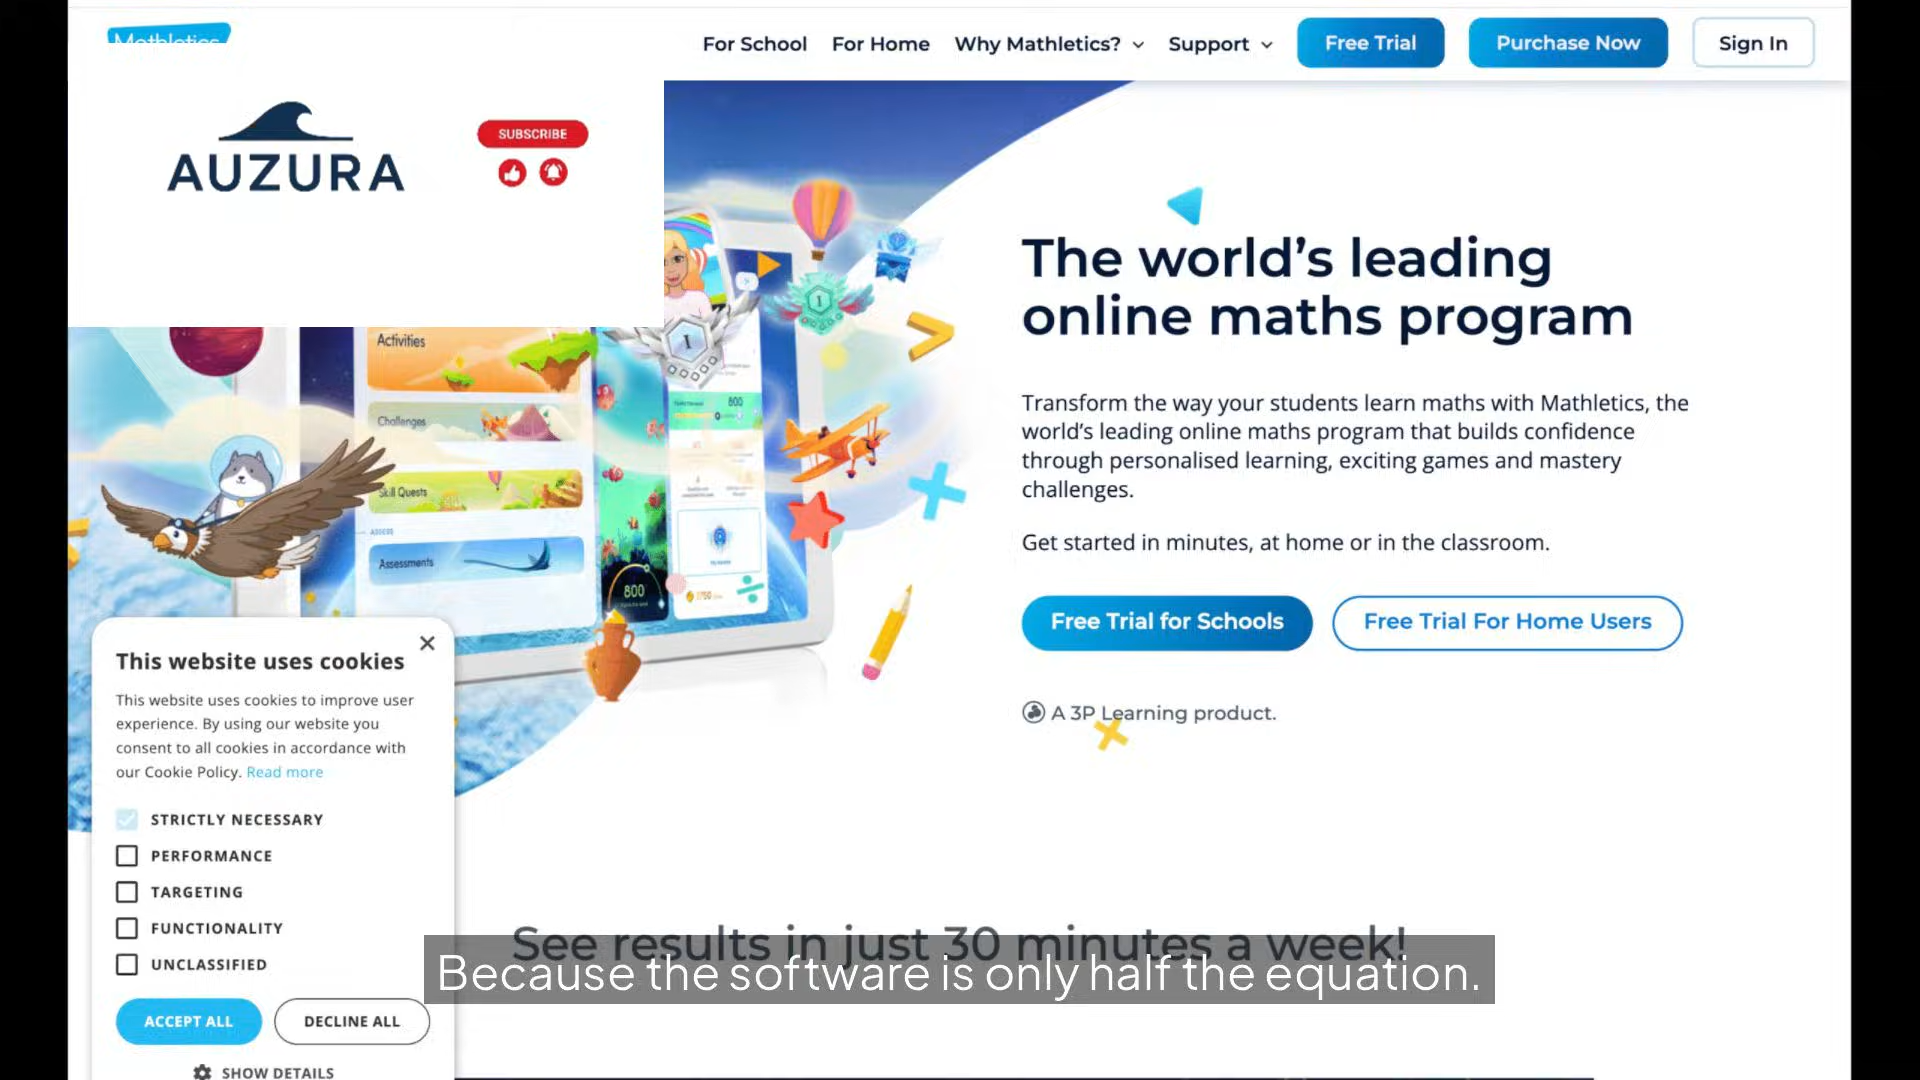 Mathletics
For School
For Home
Why Mathletics?
Support
Free Trial
Purchase Now
Sign In
AUZURA
SUBSCRIBE
The world's leading
online maths program
Transform the way your students learn maths with Mathletics, the
world's leading online maths program that builds confidence
through personalised learning, exciting games and mastery
challenges.
Get started in minutes, at home or in the classroom.
Free Trial for Schools
Free Trial For Home Users
A 3P Learning product.
Activities
Challenges
Skill Quests
ASSESS
Assessments
800
800
I
I
This website uses cookies
This website uses cookies to improve user
experience. By using our website you
consent to all cookies in accordance with
our Cookie Policy. Read more
STRICTLY NECESSARY
PERFORMANCE
TARGETING
FUNCTIONALITY
UNCLASSIFIED
ACCEPT ALL
DECLINE ALL
SHOW DETAILS
See results in just 30 minutes a week!
Because the software is only half the equation.